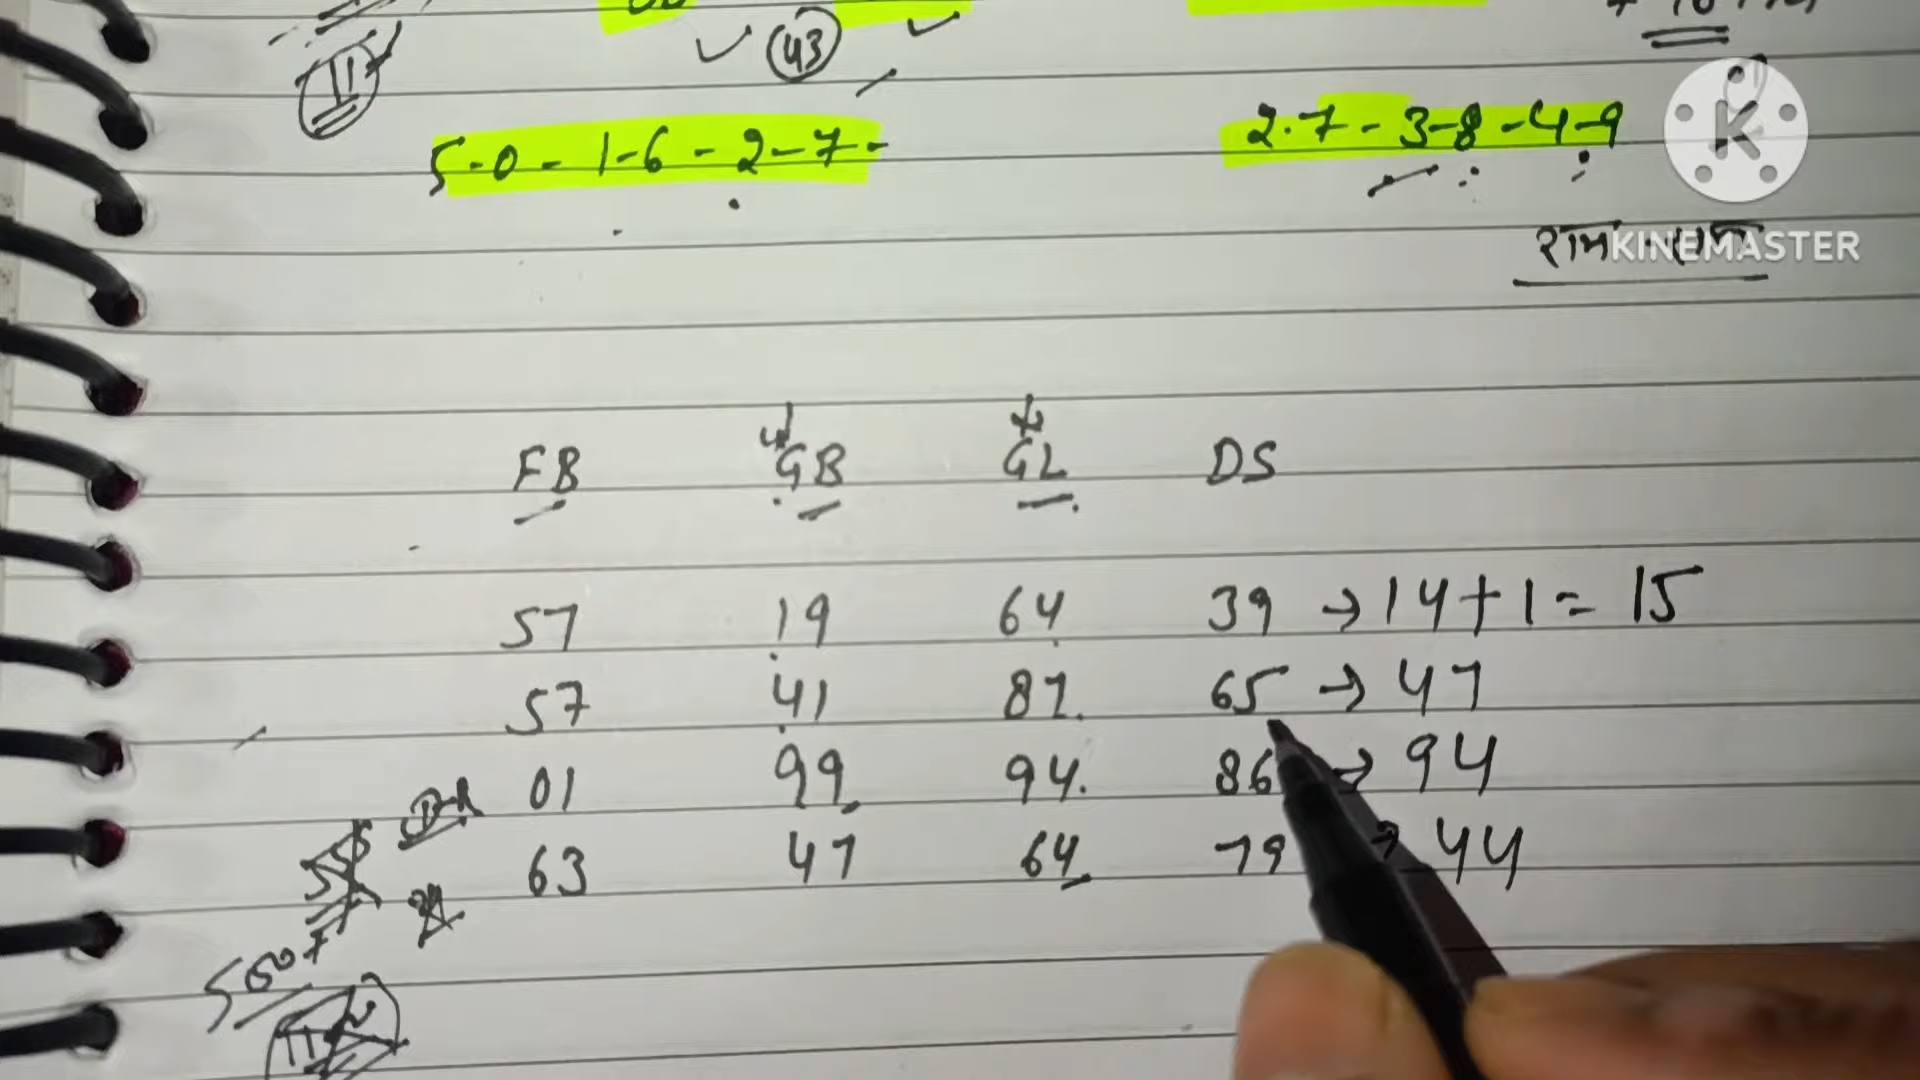 43
5-0-1-6-2-7-
2.7-3-8-4-9
K
राम
KINEMASTER
FB GB GL DS
57 19 64 39 → 14+1=15
57 41 87. 65 → 47
01 99 94. 86 → 94
63 47 64 79 → 44